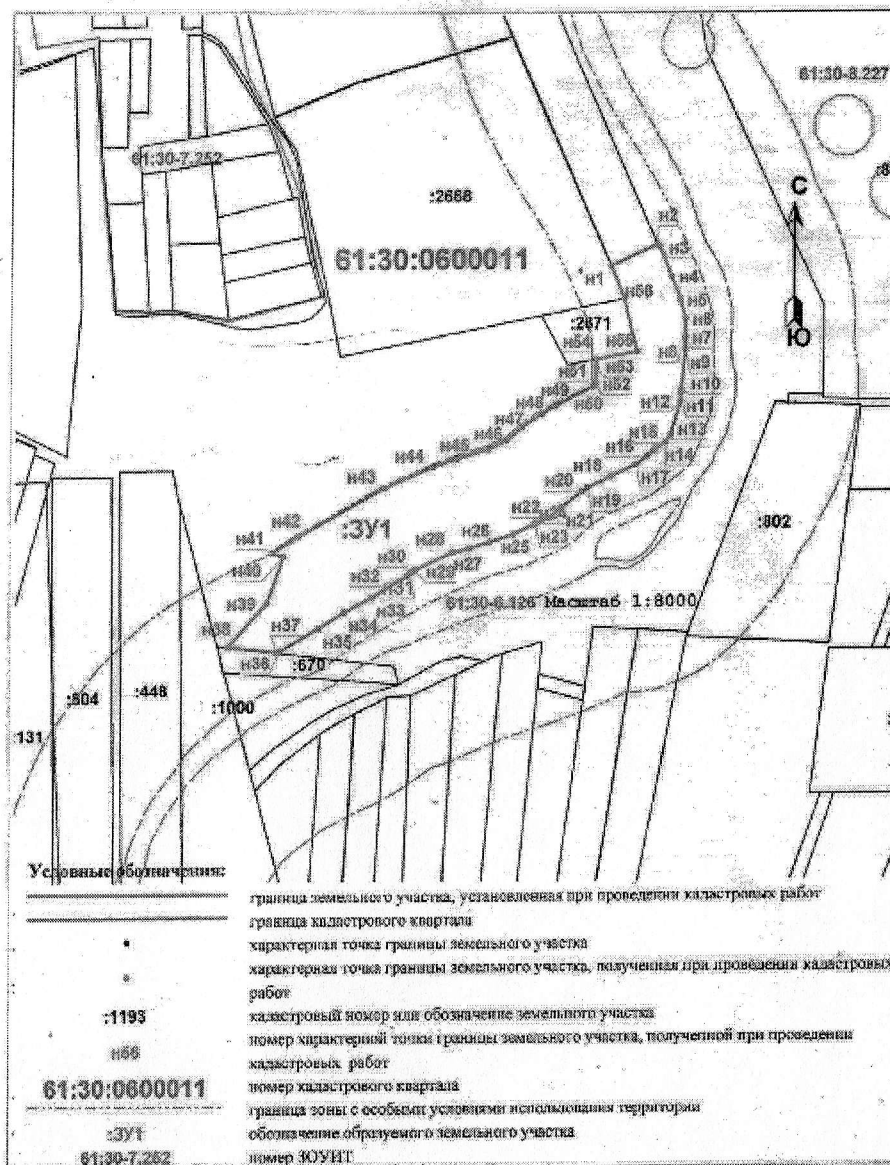 61:30-8.227
61:30-7.252
:2668
С
н2
н3
61:30:0600011
н1
н4
н56
н5
н6
:2671
Ю
н7
н54
н55
н8
н9
н51
н53
н49
н52
н10
н50
н12
н11
н48
н47
н13
н46
н16
н45
н15
н14
н44
н18
н17
н43
н20
н19
:ЗУ1
н22
н21
:802
н42
н23
н41
н28
н26
н25
н30
н27
н40
н32
н29
н31
61:30-6.126 Масштаб 1:8000
н39
н33
н34
н38
н37
н35
н36
:670
:504
:448
:1000
:131
Условные обозначения:
граница земельного участка, установленная при проведении кадастровых работ
граница кадастрового квартала
характерная точка границы земельного участка
характерная точка границы земельного участка, полученная при проведении кадастровых
работ
:1193
кадастровый номер или обозначение земельного участка
н56
номер характерной точки границы земельного участка, полученной при проведении
кадастровых работ
61:30:0600011
номер кадастрового квартала
граница зоны с особыми условиями использования территории
:ЗУ1
обозначение образуемого земельного участка
61:30-7.252
номер ЗОУИТ